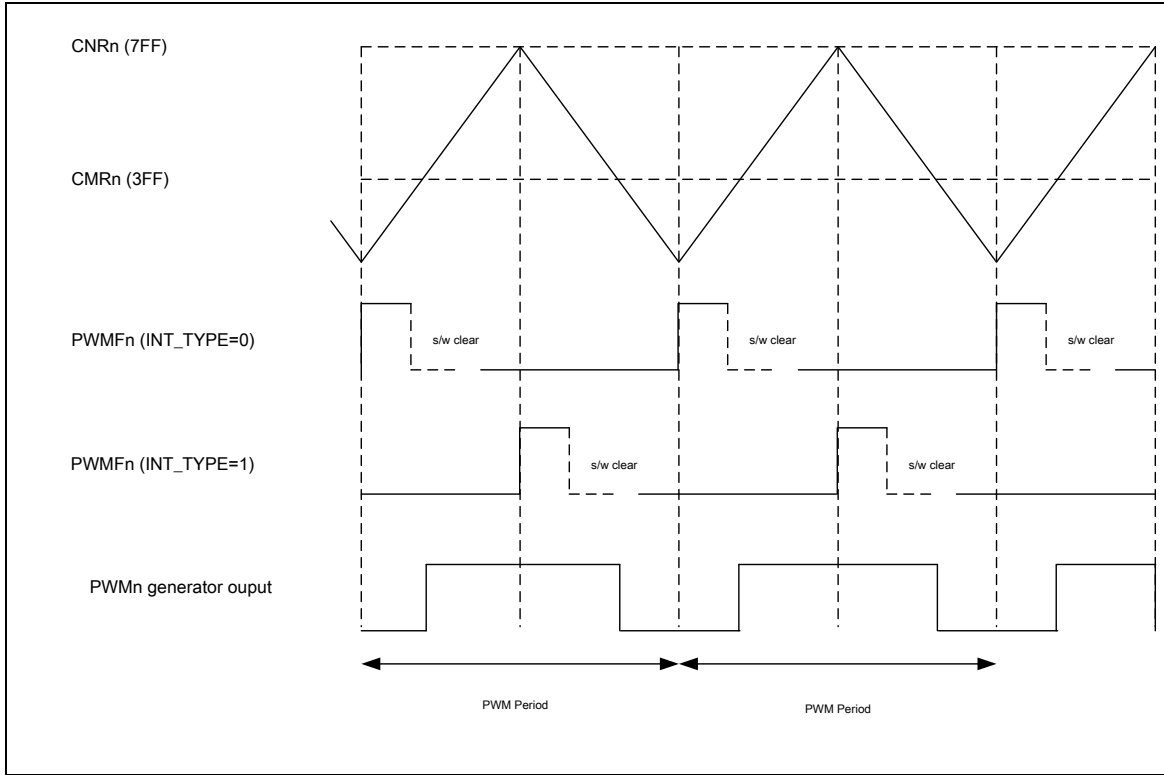 CNRn (7FF)
CMRn (3FF)
PWMFn (INT_TYPE=0)
s/w clear
s/w clear
s/w clear
PWMFn (INT_TYPE=1)
s/w clear
s/w clear
PWMn generator ouput
PWM Period
PWM Period